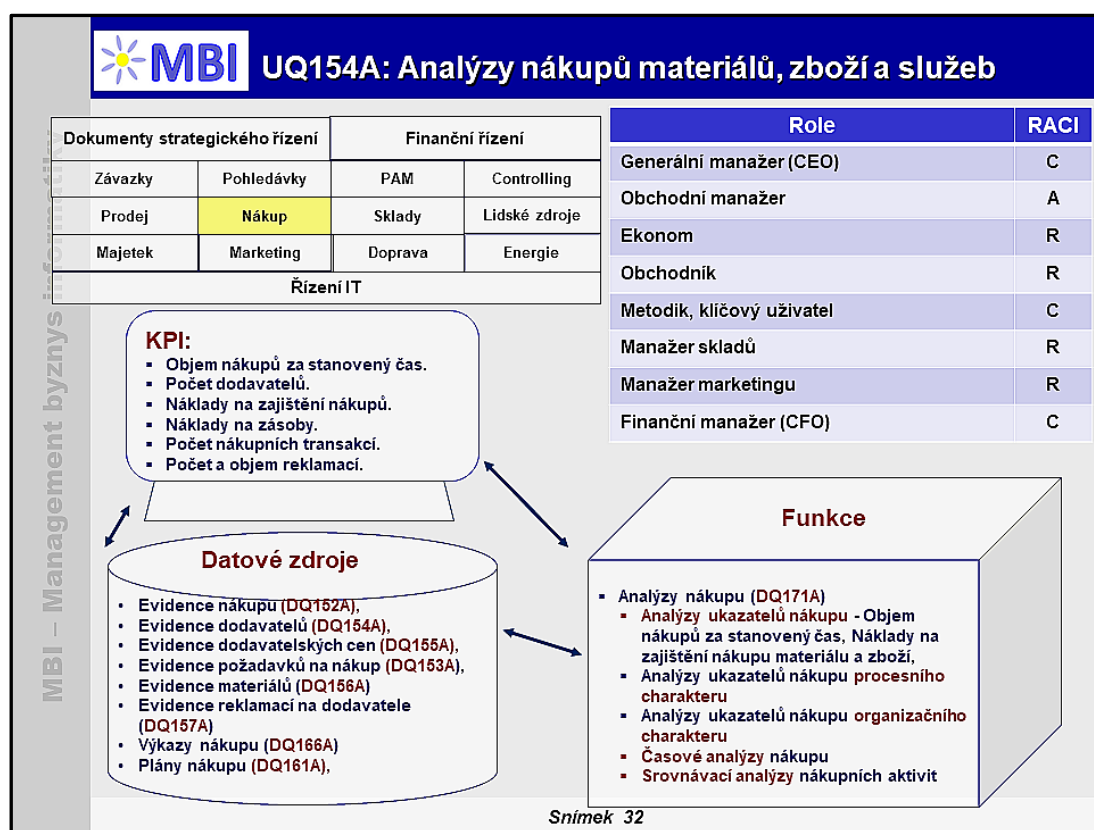 MBI
UQ154A: Analýzy nákupů materiálů, zboží a služeb
MBI – Management byznys informatiky
Dokumenty strategického řízení Finanční řízení
Závazky Pohledávky PAM Controlling
Prodej Nákup Sklady Lidské zdroje
Majetek Marketing Doprava Energie
Řízení IT
Role RACI
Generální manažer (CEO) C
Obchodní manažer A
Ekonom R
Obchodník R
Metodik, klíčový uživatel C
Manažer skladů R
Manažer marketingu R
Finanční manažer (CFO) C
KPI:
▪ Objem nákupů za stanovený čas.
▪ Počet dodavatelů.
▪ Náklady na zajištění nákupů.
▪ Náklady na zásoby.
▪ Počet nákupních transakcí.
▪ Počet a objem reklamací.
Datové zdroje
• Evidence nákupu (DQ152A),
• Evidence dodavatelů (DQ154A),
• Evidence dodavatelských cen (DQ155A),
• Evidence požadavků na nákup (DQ153A),
• Evidence materiálů (DQ156A)
• Evidence reklamací na dodavatele
(DQ157A)
• Výkazy nákupu (DQ166A)
• Plány nákupu (DQ161A),
Funkce
▪ Analýzy nákupu (DQ171A)
▪ Analýzy ukazatelů nákupu - Objem
nákupů za stanovený čas, Náklady na
zajištění nákupu materiálu a zboží,
▪ Analýzy ukazatelů nákupu procesního
charakteru
▪ Analýzy ukazatelů nákupu organizačního
charakteru
▪ Časové analýzy nákupu
▪ Srovnávací analýzy nákupních aktivit
Snímek 32